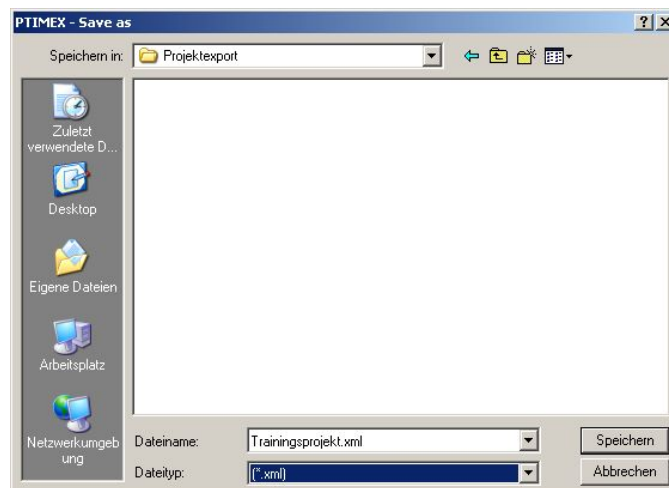 PTIMEX - Save as
Speichern in:
Projektexport
Zuletzt
verwendete D...
Desktop
Eigene Dateien
Arbeitsplatz
Netzwerkumgeb
ung
Dateiname:
Trainingsprojekt.xml
Speichern
Dateityp:
(*.xml)
Abbrechen